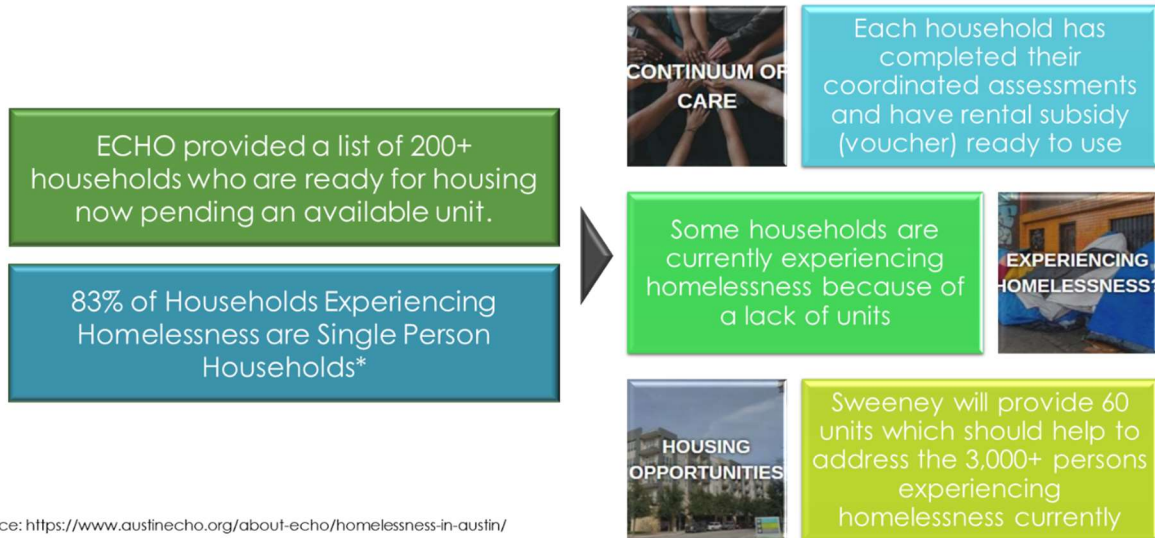 ECHO provided a list of 200+
households who are ready for housing
now pending an available unit.
83% of Households Experiencing
Homelessness are Single Person
Households*
CONTINUUM OF
CARE
Each household has
completed their
coordinated assessments
and have rental subsidy
(voucher) ready to use
Some households are
currently experiencing
homelessness because of
a lack of units
EXPERIENCING
HOMELESSNESS?
HOUSING
OPPORTUNITIES
Sweeney will provide 60
units which should help to
address the 3,000+ persons
experiencing
homelessness currently
ce: https://www.austinecho.org/about-echo/homelessness-in-austin/